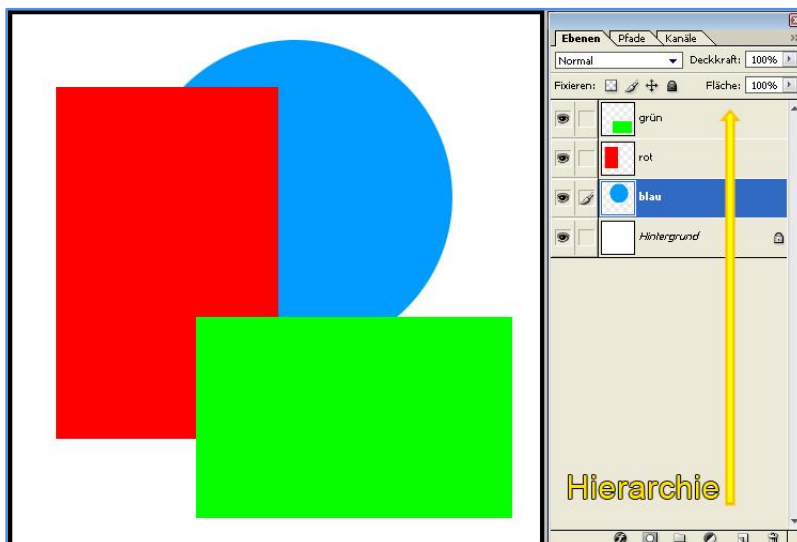 Ebenen Pfade Kanäle
Normal Deckkraft: 100%
Fixieren: Fläche: 100%
grün
rot
blau
Hintergrund
Hierarchie